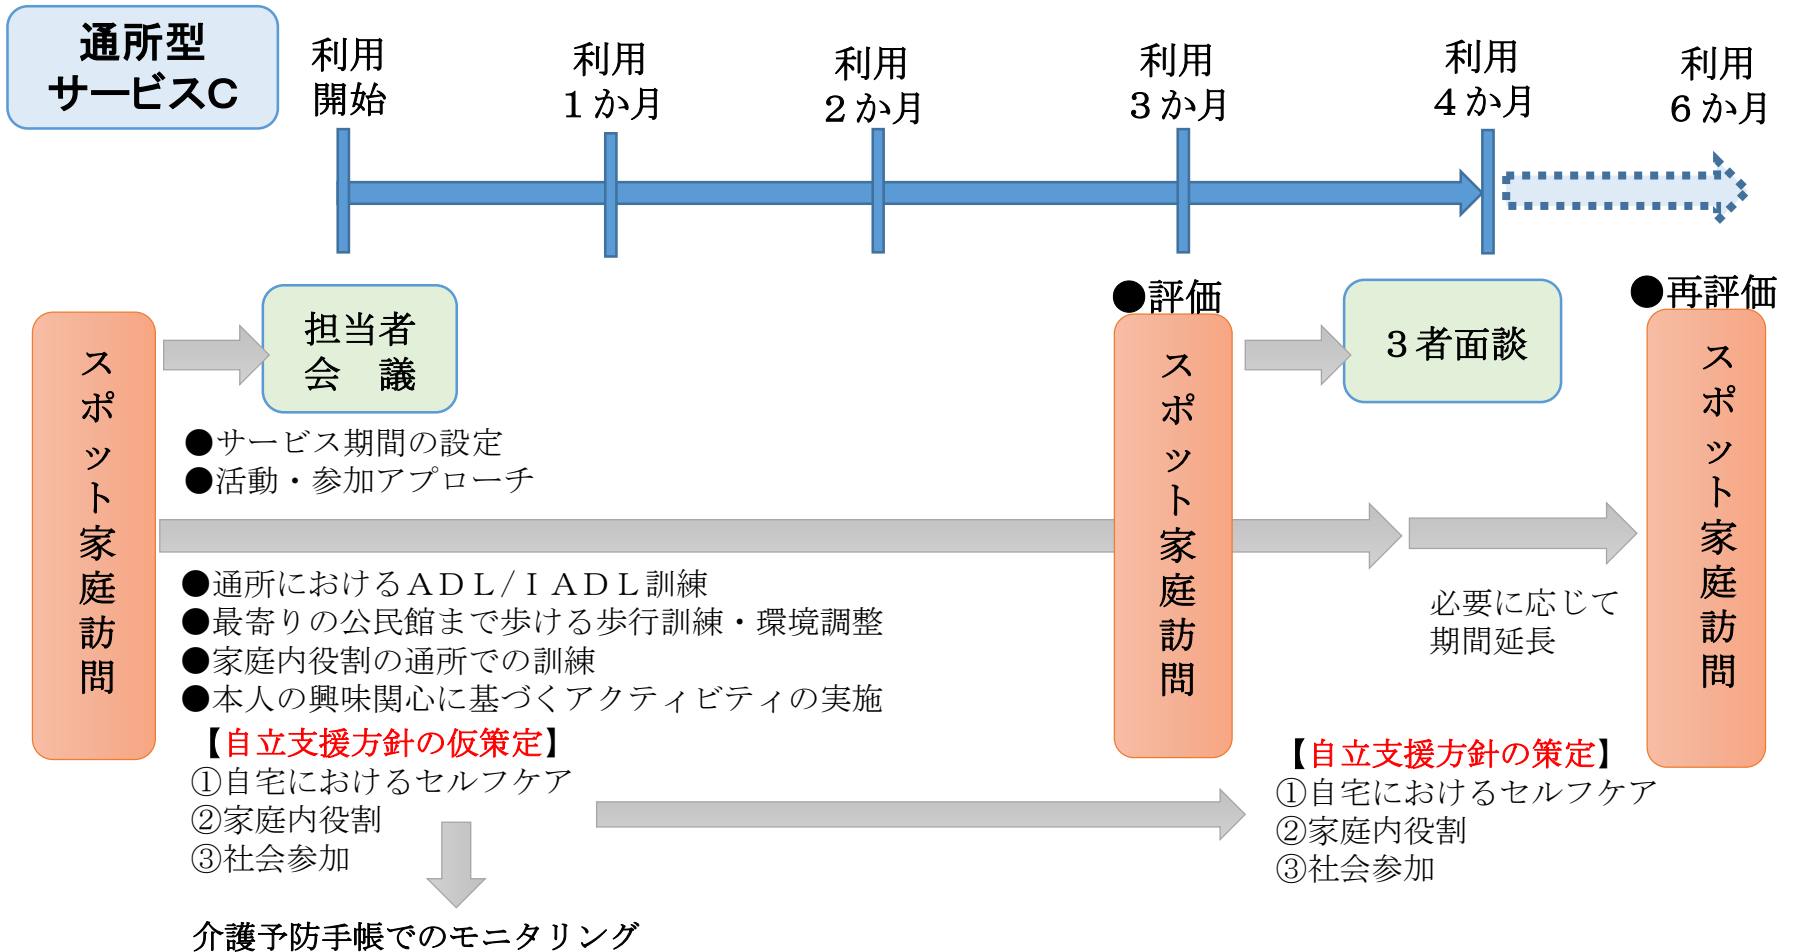 通所型
サービスC
利用
開始
利用
１か月
利用
２か月
利用
３か月
利用
４か月
利用
６か月
スポット家庭訪問
担当者
会　議
●サービス期間の設定
●活動・参加アプローチ
●評価
スポット家庭訪問
３者面談
●再評価
スポット家庭訪問
●通所におけるＡＤＬ/ＩＡＤＬ訓練
●最寄りの公民館まで歩ける歩行訓練・環境調整
●家庭内役割の通所での訓練
●本人の興味関心に基づくアクティビティの実施
必要に応じて
期間延長
【自立支援方針の仮策定】
①自宅におけるセルフケア
②家庭内役割
③社会参加
【自立支援方針の策定】
①自宅におけるセルフケア
②家庭内役割
③社会参加
介護予防手帳でのモニタリング